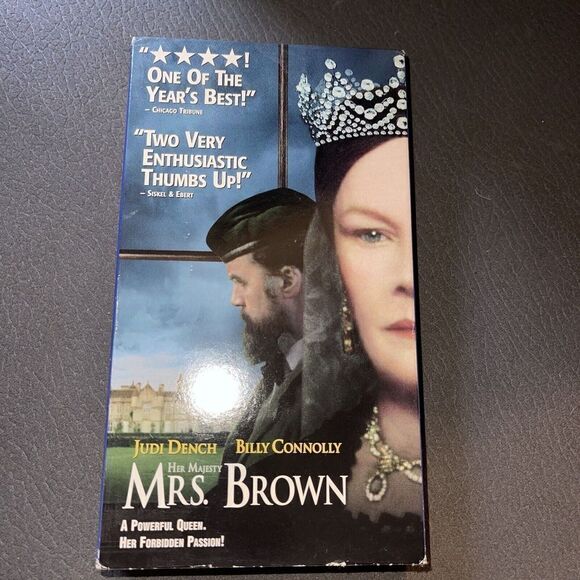 "★★★★!
One Of The
Year's Best!"
– Chicago Tribune
"Two Very
Enthusiastic
Thumbs Up!"
– Siskel & Ebert
Judi Dench Billy Connolly
Her Majesty
Mrs. Brown
A Powerful Queen.
Her Forbidden Passion!